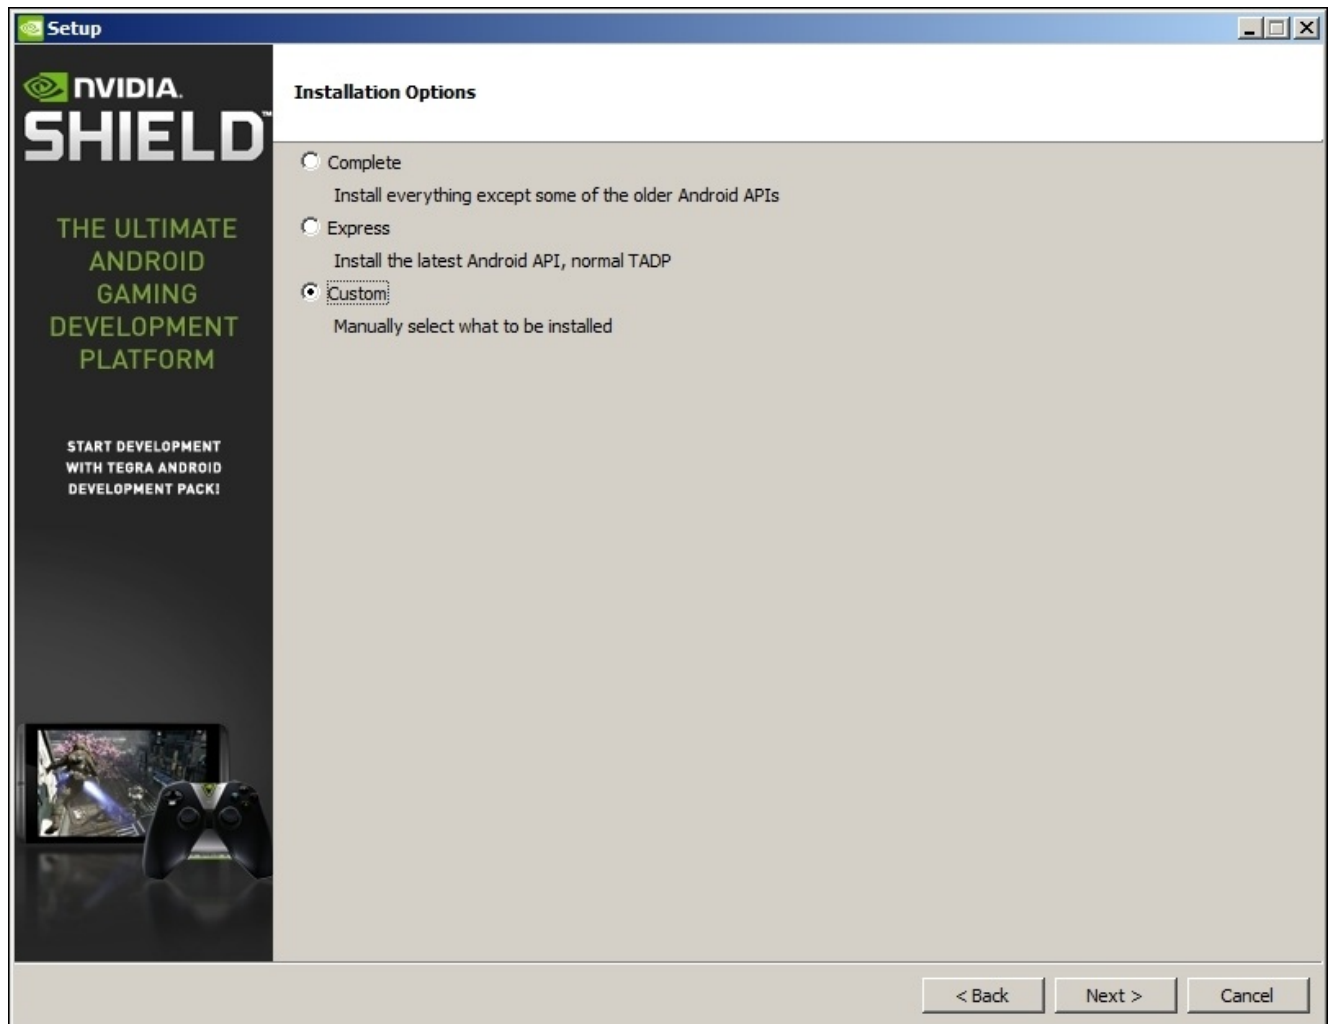 Setup
NVIDIA.
SHIELD™
THE ULTIMATE
ANDROID
GAMING
DEVELOPMENT
PLATFORM
START DEVELOPMENT
WITH TEGRA ANDROID
DEVELOPMENT PACK!
Installation Options
Complete
Install everything except some of the older Android APIs
Express
Install the latest Android API, normal TADP
Custom
Manually select what to be installed
< Back Next > Cancel